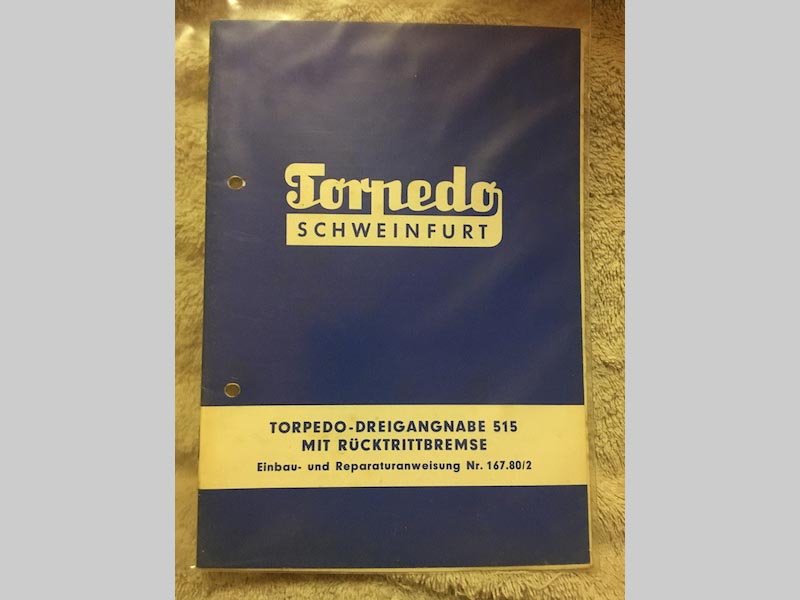 Torpedo
SCHWEINFURT
TORPEDO-DREIGANGNABE 515
MIT RÜCKTRITTBREMSE
Einbau- und Reparaturanweisung Nr. 167.80/2